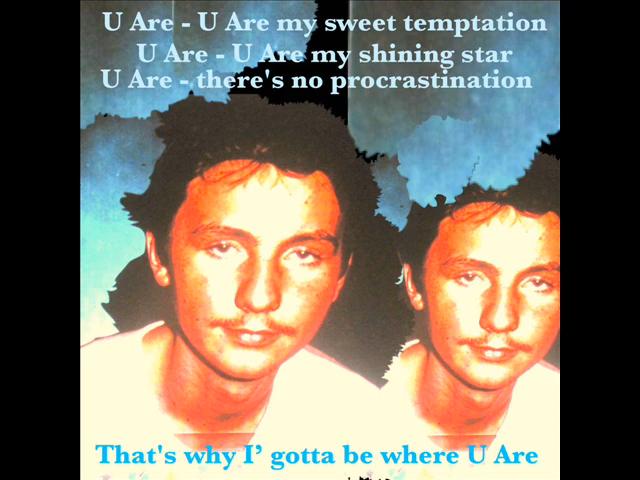 U Are - U Are my sweet temptation
U Are - U Are my shining star
U Are - there's no procrastination
That's why I’ gotta be where U Are